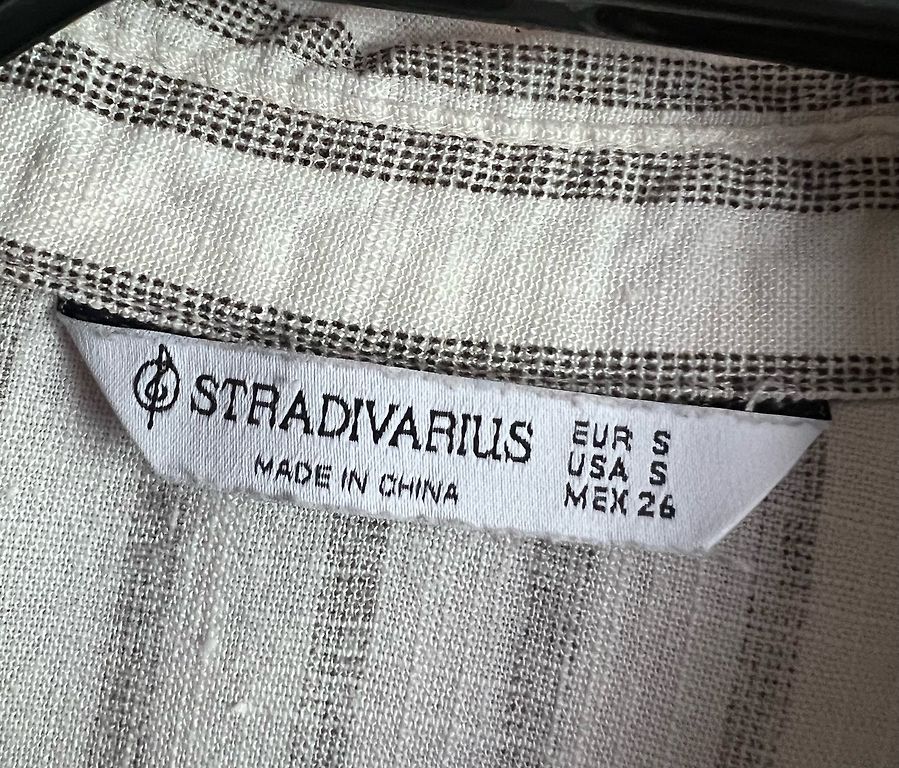 STRADIVARIUS
MADE IN CHINA
EUR S
USA S
MEX 26